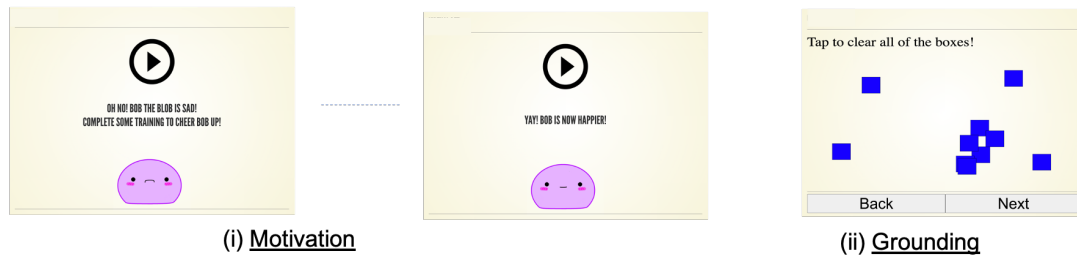 OH NO! BOB THE BLOB IS SAD!
COMPLETE SOME TRAINING TO CHEER BOB UP!
YAY! BOB IS NOW HAPPIER!
Tap to clear all of the boxes!
Back Next
(i) Motivation
(ii) Grounding